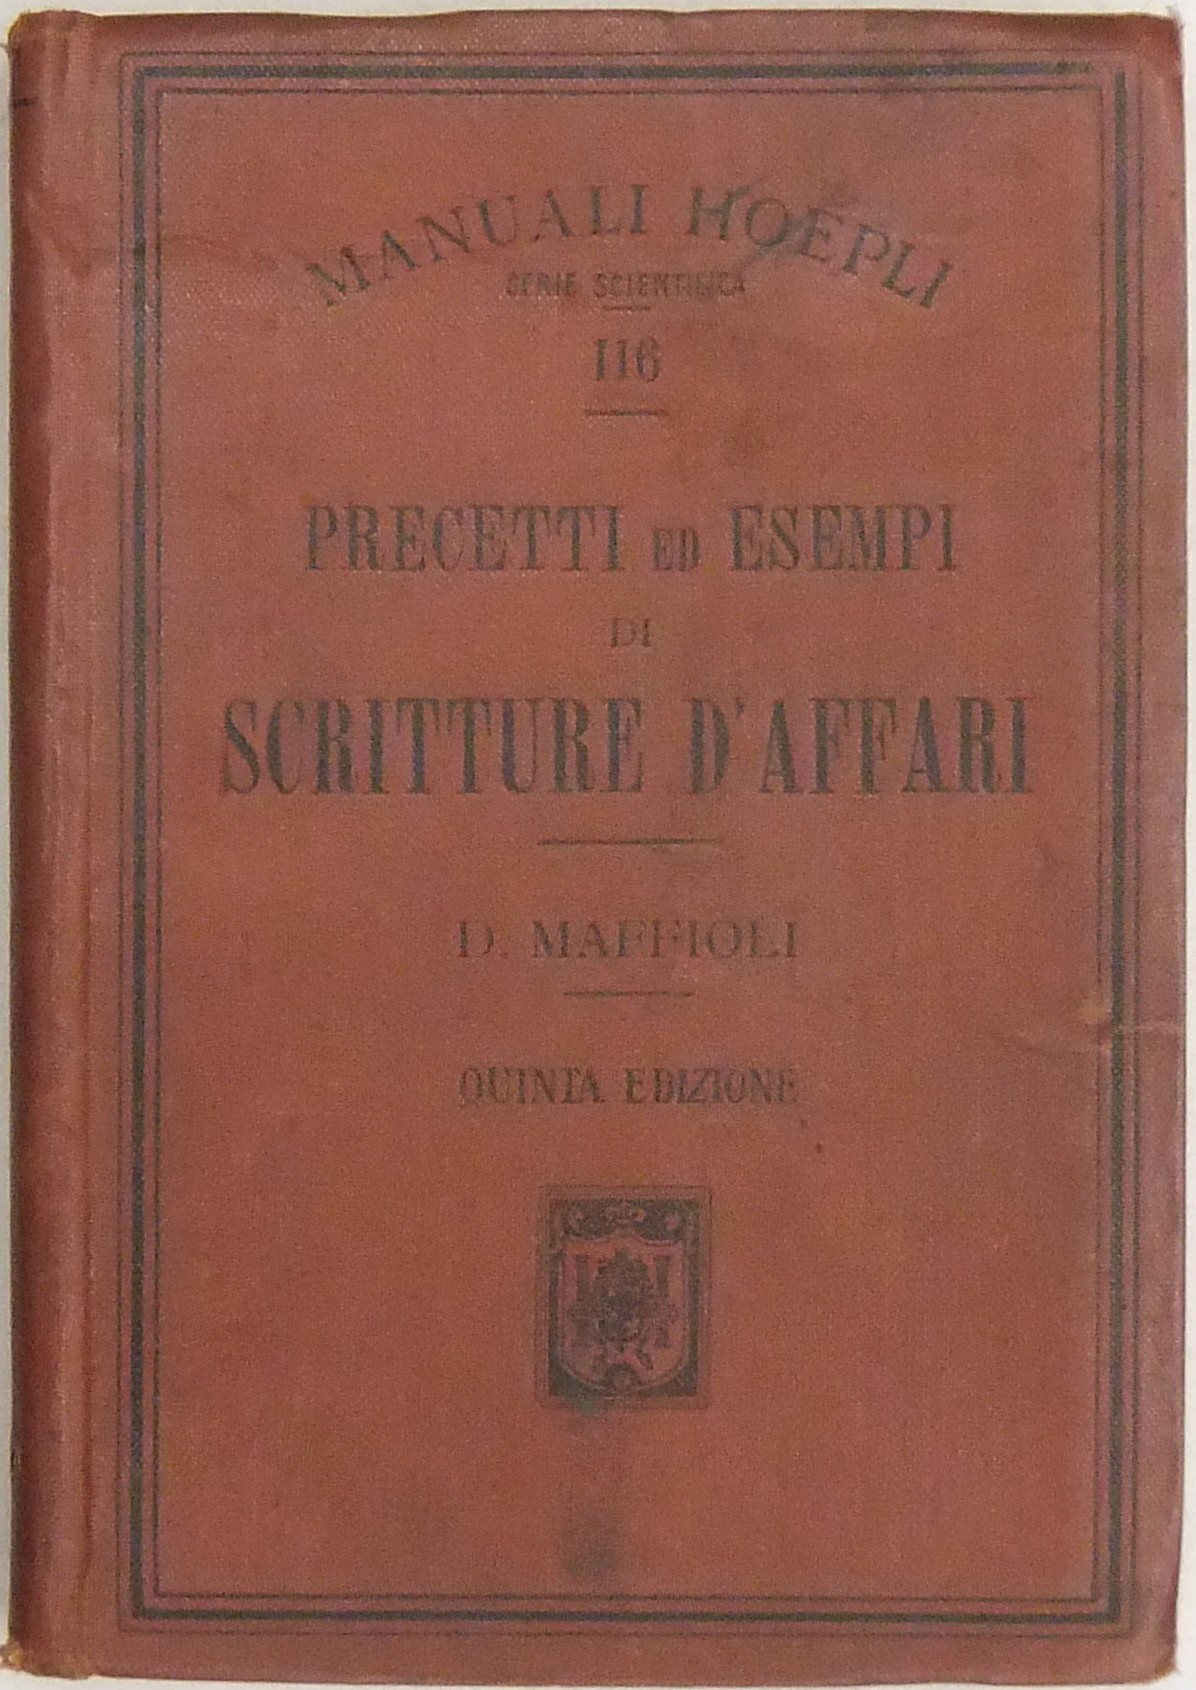 MANUALI HOEPLI
SERIE SCIENTIFICA
116
PRECETTI ED ESEMPI
DI
SCRITTURE D'AFFARI
D. MAFFIOLI
QUINTA EDIZIONE